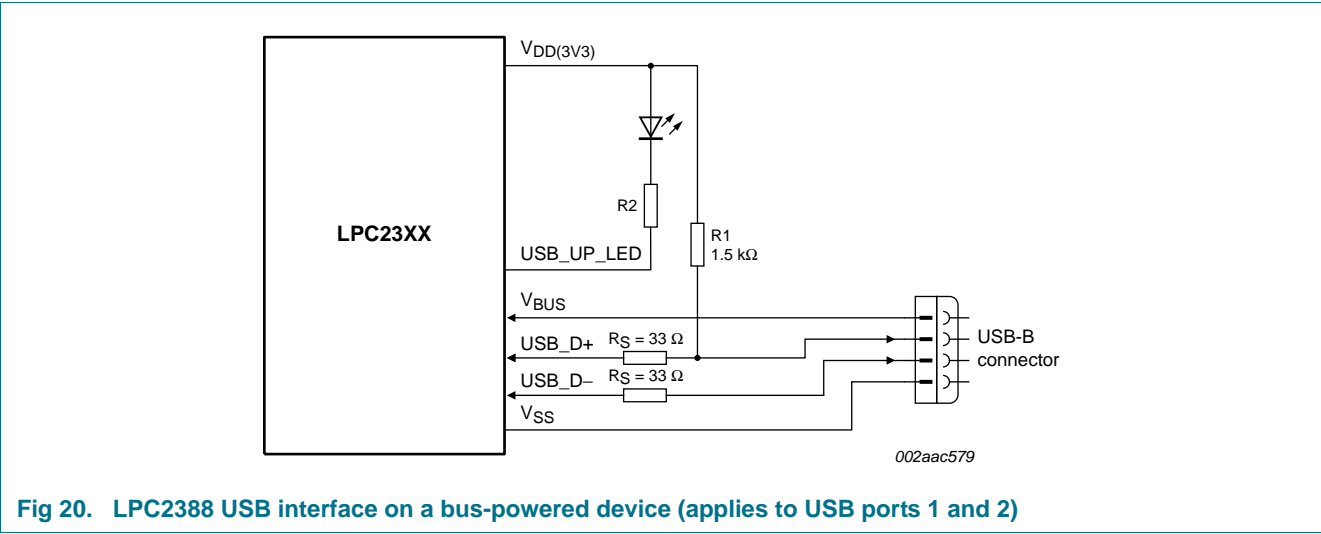 VDD(3V3)
R2
LPC23XX
R1
1.5 kΩ
USB_UP_LED
VBUS
USB_D+
RS = 33 Ω
USB-B
connector
USB_D−
RS = 33 Ω
VSS
002aac579
Fig 20. LPC2388 USB interface on a bus-powered device (applies to USB ports 1 and 2)